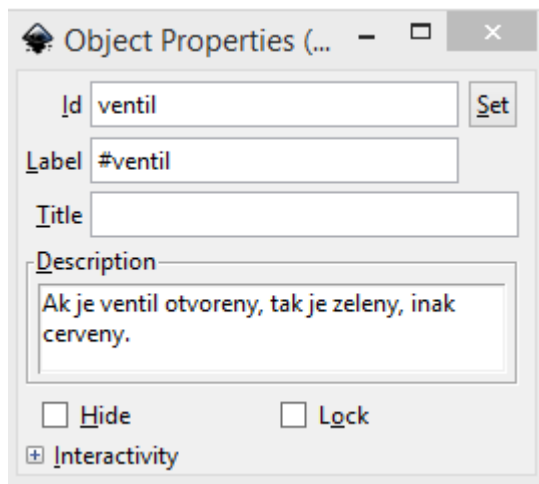 Object Properties (...
Id ventil Set
Label #ventil
Title
Description
Ak je ventil otvoreny, tak je zeleny, inak
cerveny.
Hide Lock
Interactivity